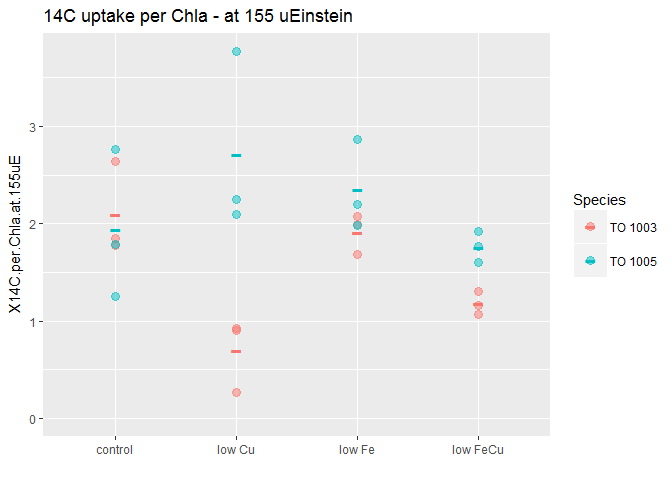 14C uptake per Chla - at 155 uEinstein
X14C.per.Chla.at.155uE
3
2
1
0
control
low Cu
low Fe
low FeCu
Species
TO 1003
TO 1005